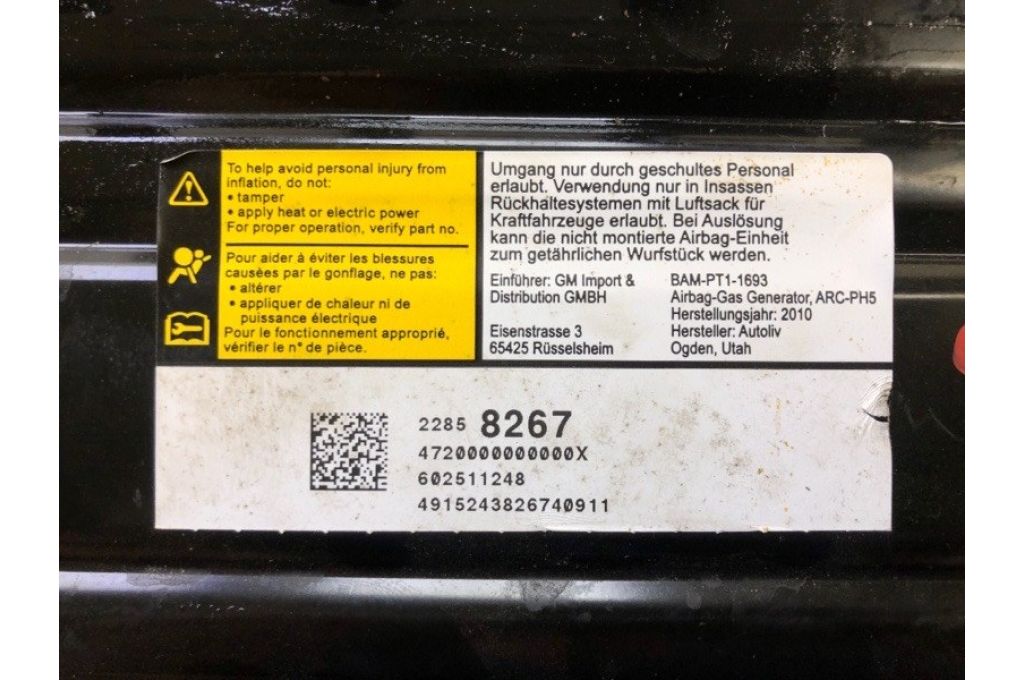 To help avoid personal injury from
inflation, do not:
• tamper
• apply heat or electric power
For proper operation, verify part no.
Pour aider à éviter les blessures
causées par le gonflage, ne pas:
• altérer
• appliquer de chaleur ni de
puissance électrique
Pour le fonctionnement approprié,
vérifier le n° de pièce.
Umgang nur durch geschultes Personal
erlaubt. Verwendung nur in Insassen
Rückhaltesystemen mit Luftsack für
Kraftfahrzeuge erlaubt. Bei Auslösung
kann die nicht montierte Airbag-Einheit
zum getährlichen Wurfstück werden.
Einführer: GM Import &
Distribution GMBH
Eisenstrasse 3
65425 Rüsselsheim
BAM-PT1-1693
Airbag-Gas Generator, ARC-PH5
Herstellungsjahr: 2010
Hersteller: Autoliv
Ogden, Utah
2285 8267
4720000000000X
602511248
4915243826740911